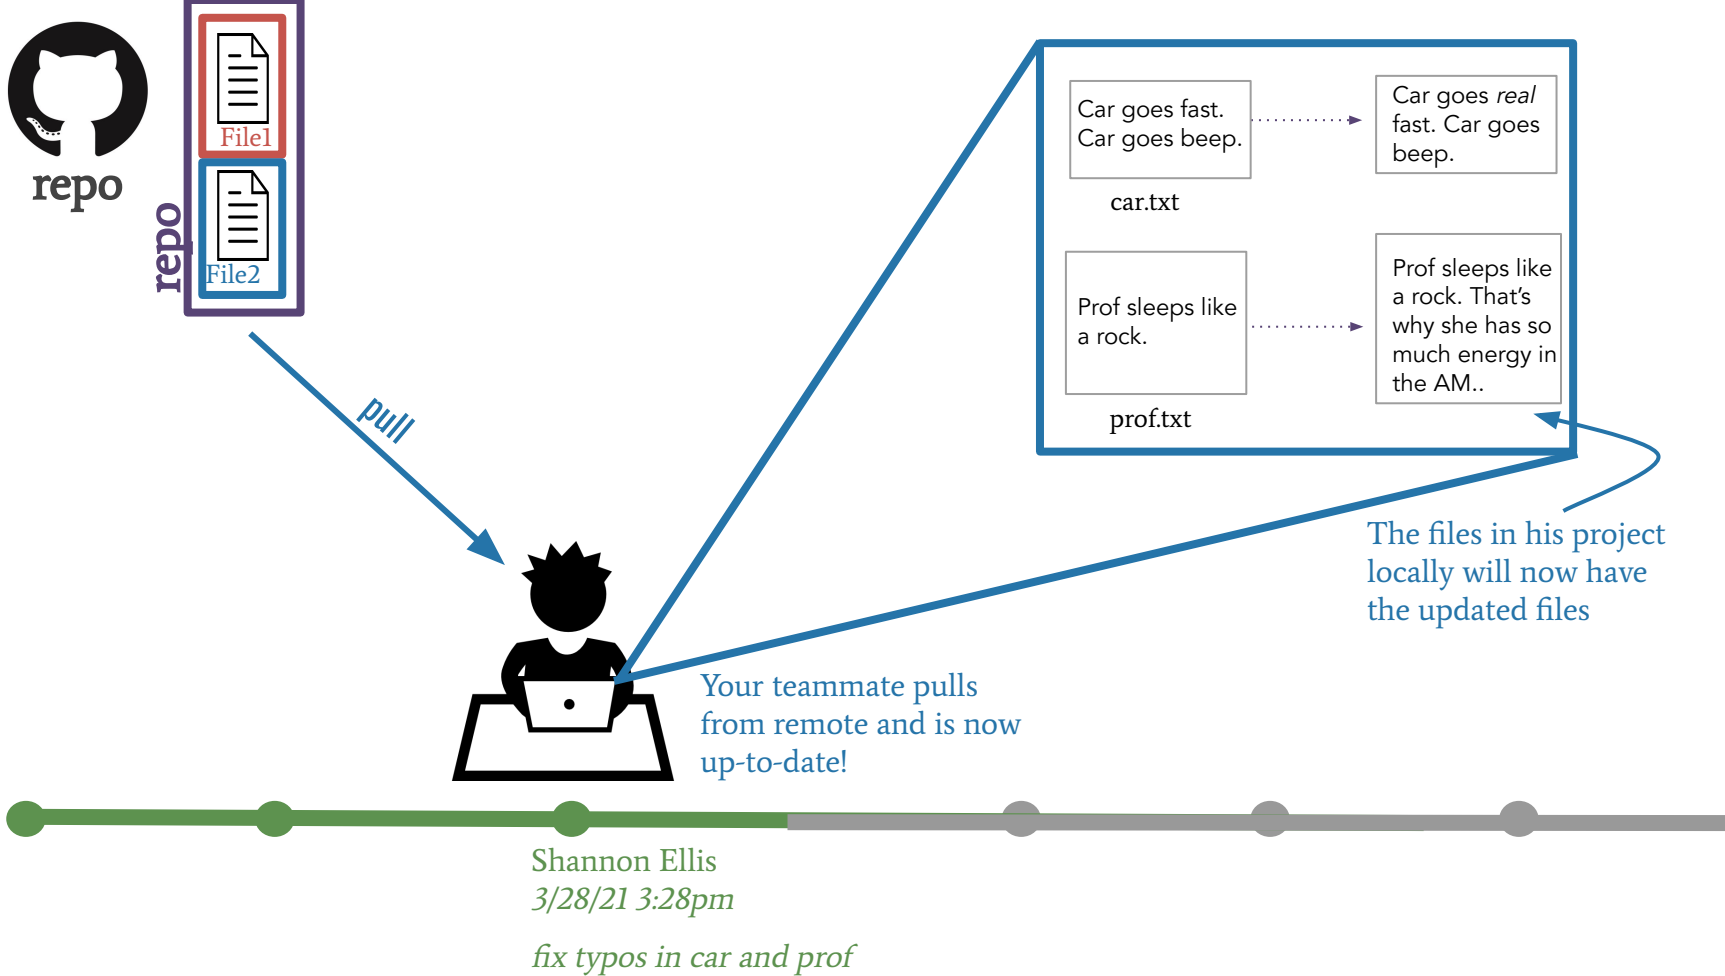 repo
repo
File1
File2
pull
Car goes fast.
Car goes beep.
car.txt
Car goes real
fast. Car goes
beep.
Prof sleeps like
a rock.
prof.txt
Prof sleeps like
a rock. That's
why she has so
much energy in
the AM..
The files in his project
locally will now have
the updated files
Your teammate pulls
from remote and is now
up-to-date!
Shannon Ellis
3/28/21 3:28pm
fix typos in car and prof